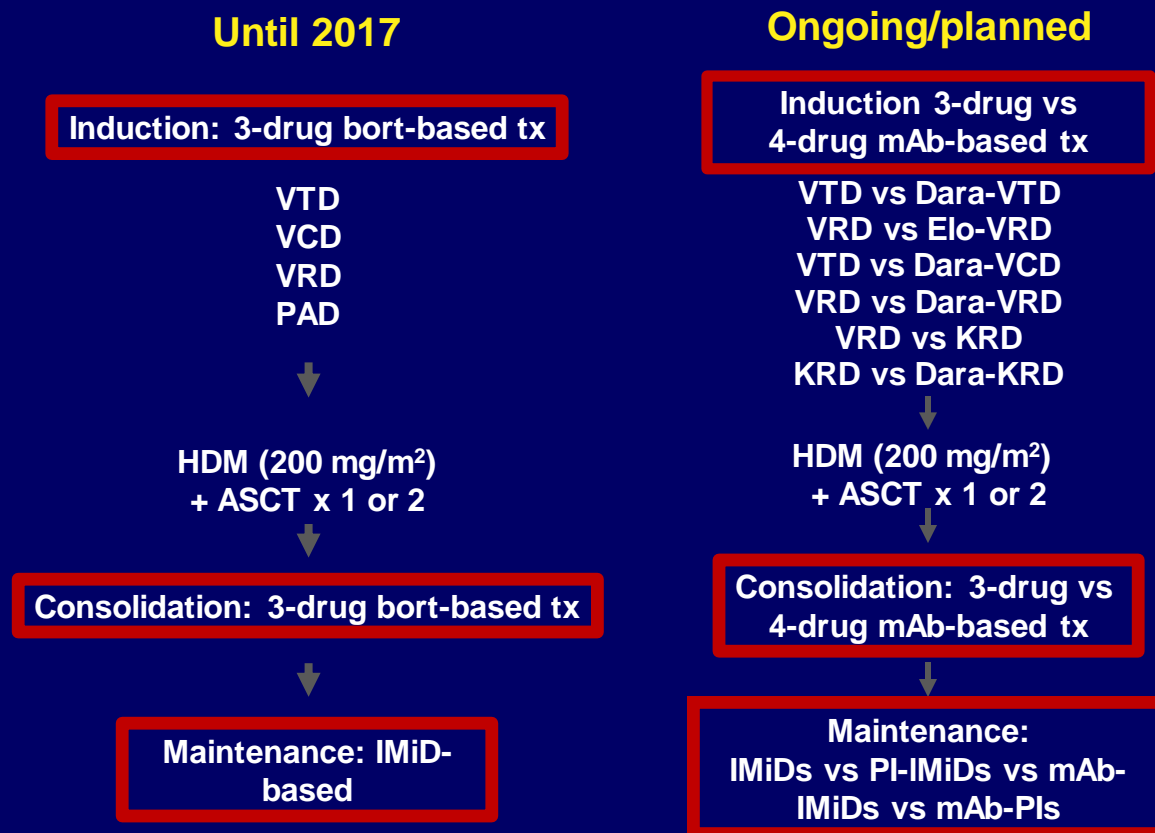 Until 2017
Induction: 3-drug bort-based tx
VTD
VCD
VRD
PAD
HDM (200 mg/m²)
+ ASCT x 1 or 2
Consolidation: 3-drug bort-based tx
Maintenance: IMiD-
based
Ongoing/planned
Induction 3-drug vs
4-drug mAb-based tx
VTD vs Dara-VTD
VRD vs Elo-VRD
VTD vs Dara-VCD
VRD vs Dara-VRD
VRD vs KRD
KRD vs Dara-KRD
HDM (200 mg/m²)
+ ASCT x 1 or 2
Consolidation: 3-drug vs
4-drug mAb-based tx
Maintenance:
IMiDs vs PI-IMiDs vs mAb-
IMiDs vs mAb-PIs